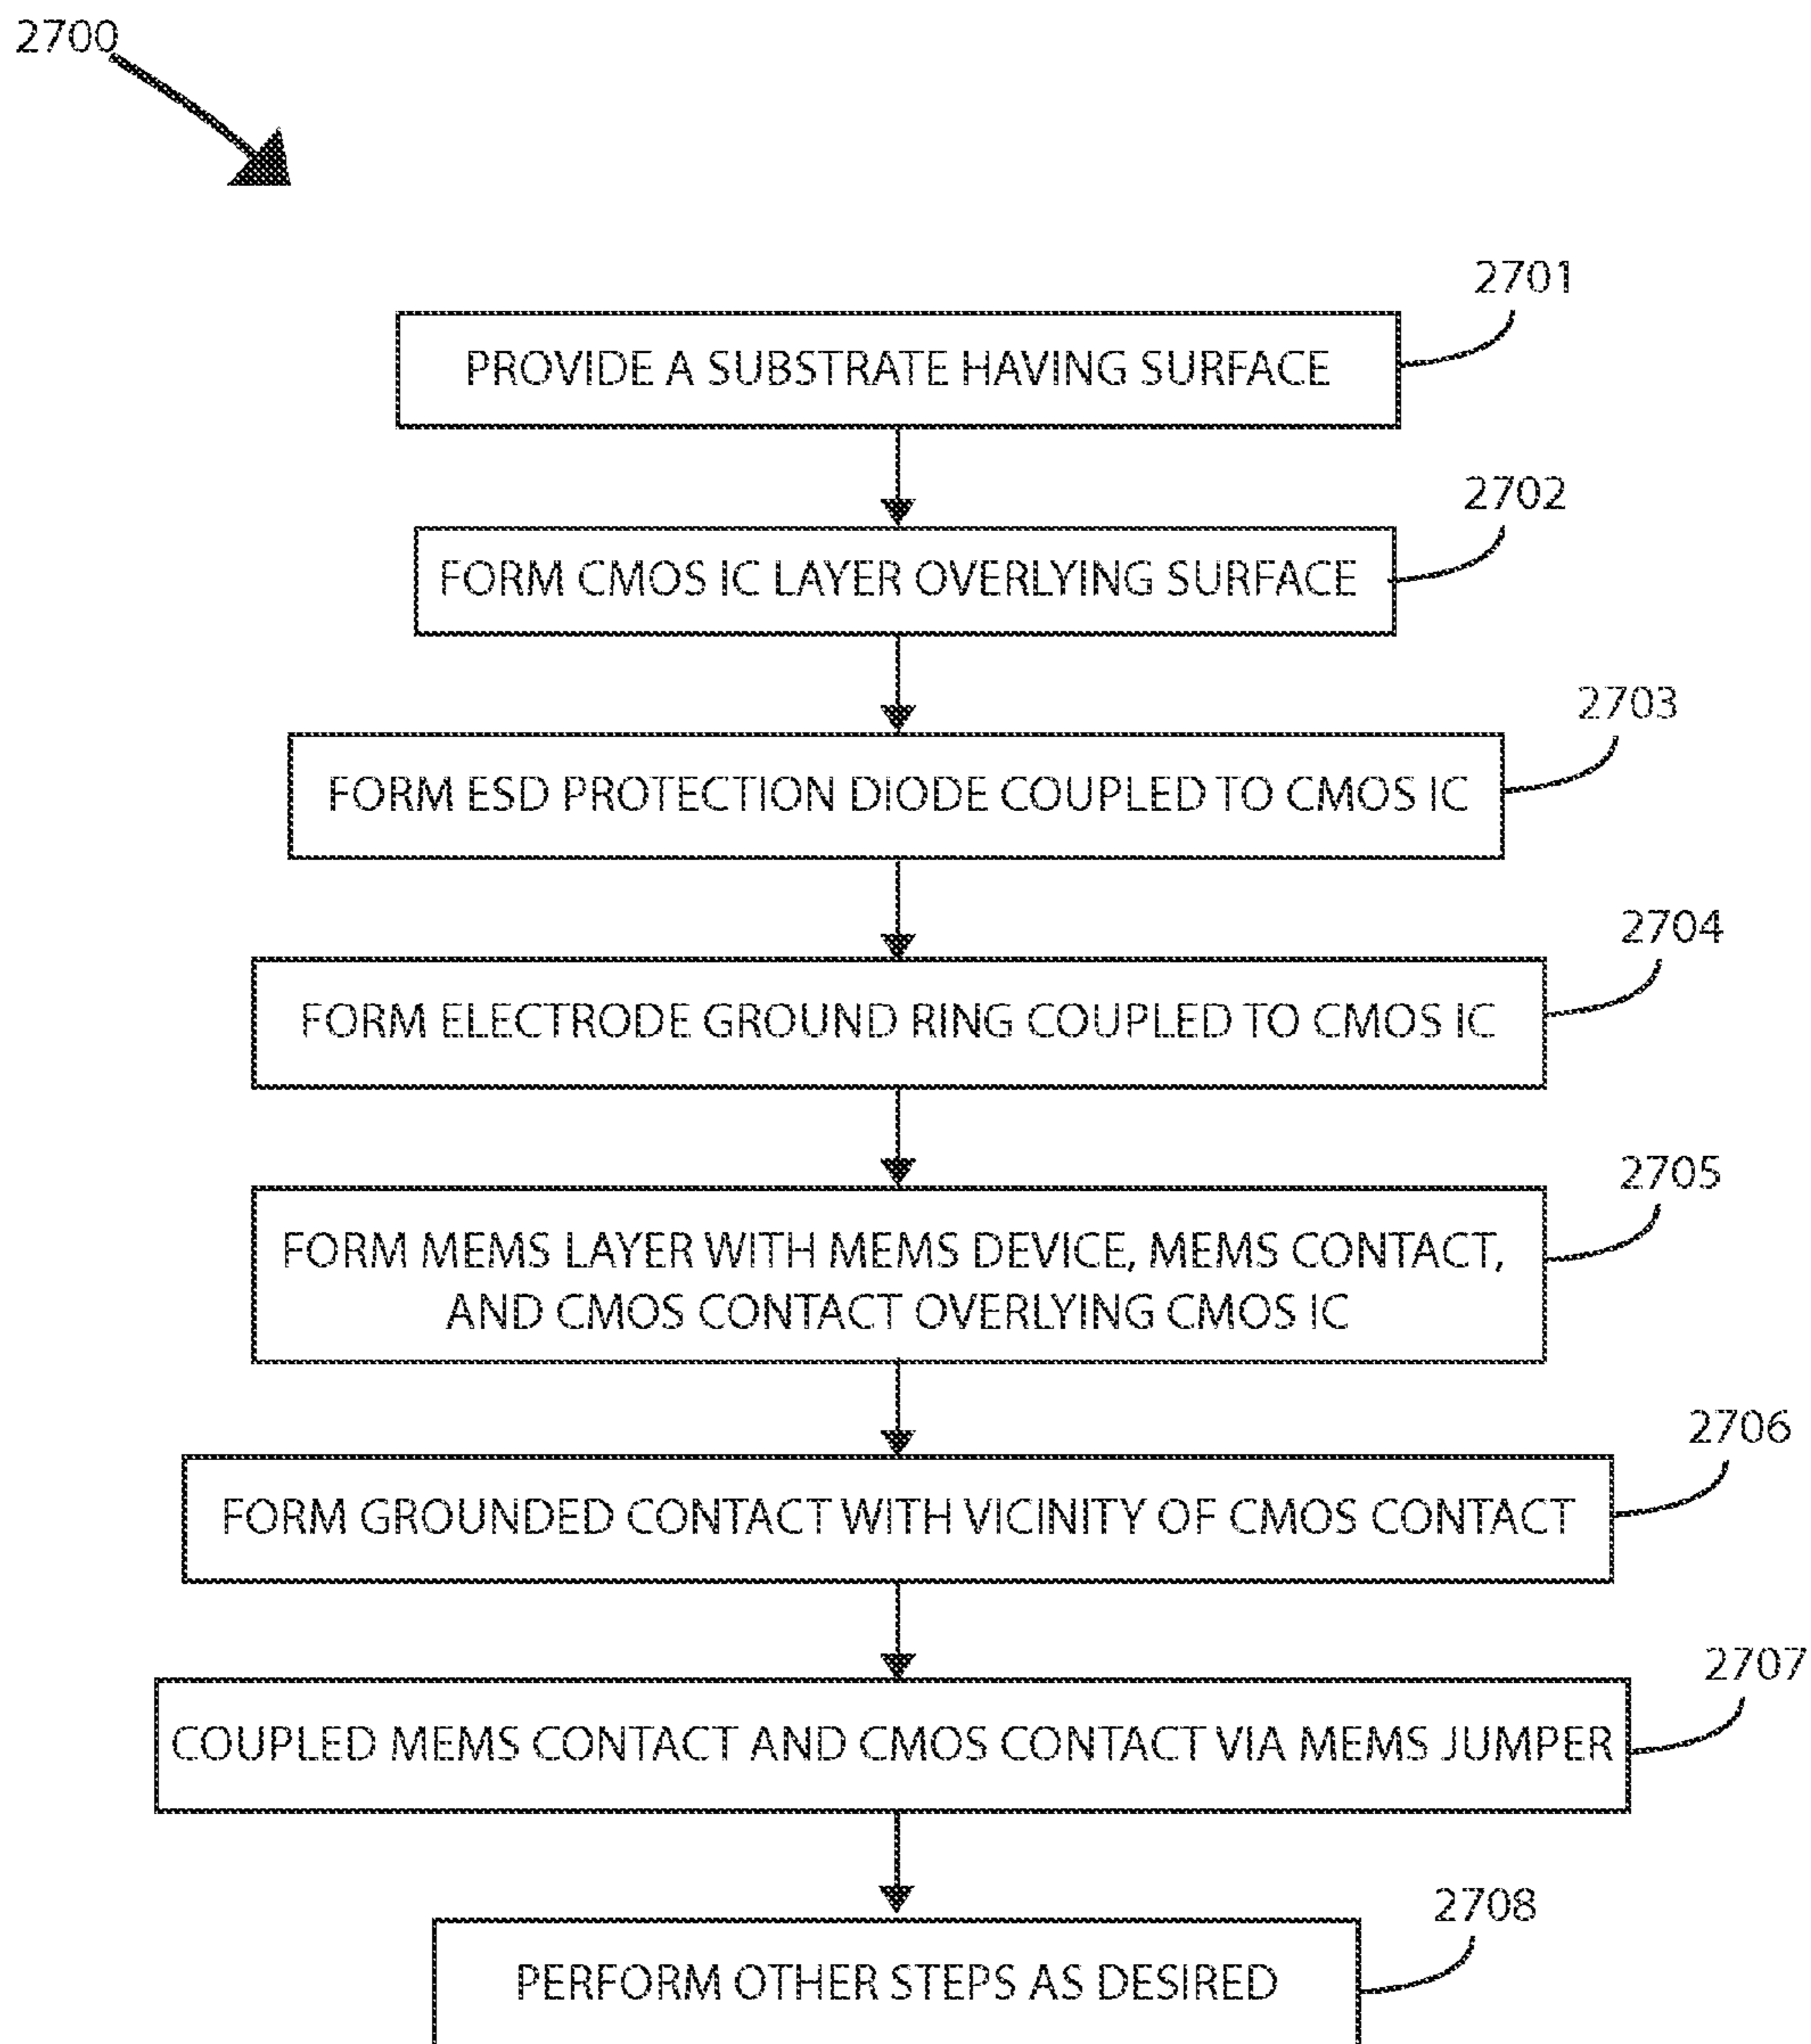 2700
2701
PROVIDE A SUBSTRATE HAVING SURFACE
2702
FORM CMOS IC LAYER OVERLYING SURFACE
2703
FORM ESD PROTECTION DIODE COUPLED TO CMOS IC
2704
FORM ELECTRODE GROUND RING COUPLED TO CMOS IC
2705
FORM MEMS LAYER WITH MEMS DEVICE, MEMS CONTACT,
AND CMOS CONTACT OVERLYING CMOS IC
2706
FORM GROUNDED CONTACT WITH VICINITY OF CMOS CONTACT
2707
COUPLED MEMS CONTACT AND CMOS CONTACT VIA MEMS JUMPER
2708
PERFORM OTHER STEPS AS DESIRED